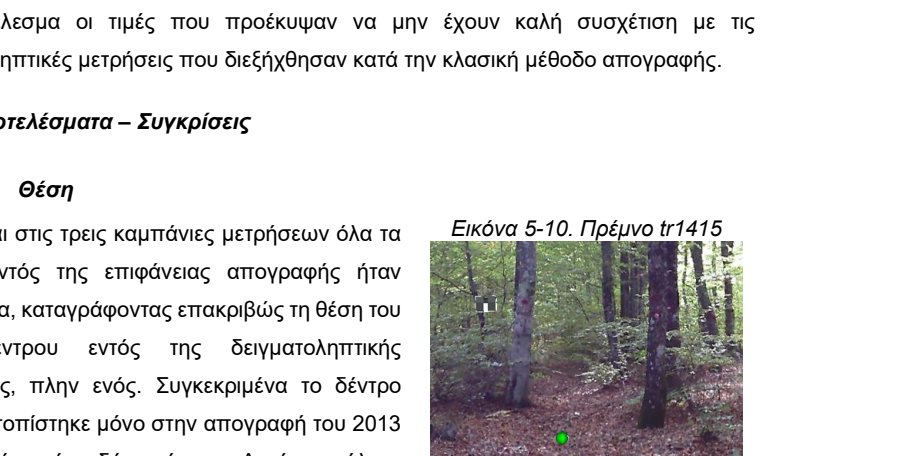 λεσμα οι τιμές που προέκυψαν να μην έχουν καλή συσχέτιση με τις
ηπτικές μετρήσεις που διεξήχθησαν κατά την κλασική μέθοδο απογραφής.
οτελέσματα – Συγκρίσεις
Θέση
ι στις τρεις καμπάνιες μετρήσεων όλα τα
ντός της επιφάνειας απογραφής ήταν
α, καταγράφοντας επακριβώς τη θέση του
έντρου εντός της δειγματοληπτικής
ς, πλην ενός. Συγκεκριμένα το δέντρο
τοπίστηκε μόνο στην απογραφή του 2013
Εικόνα 5-10. Πρέμνο tr1415